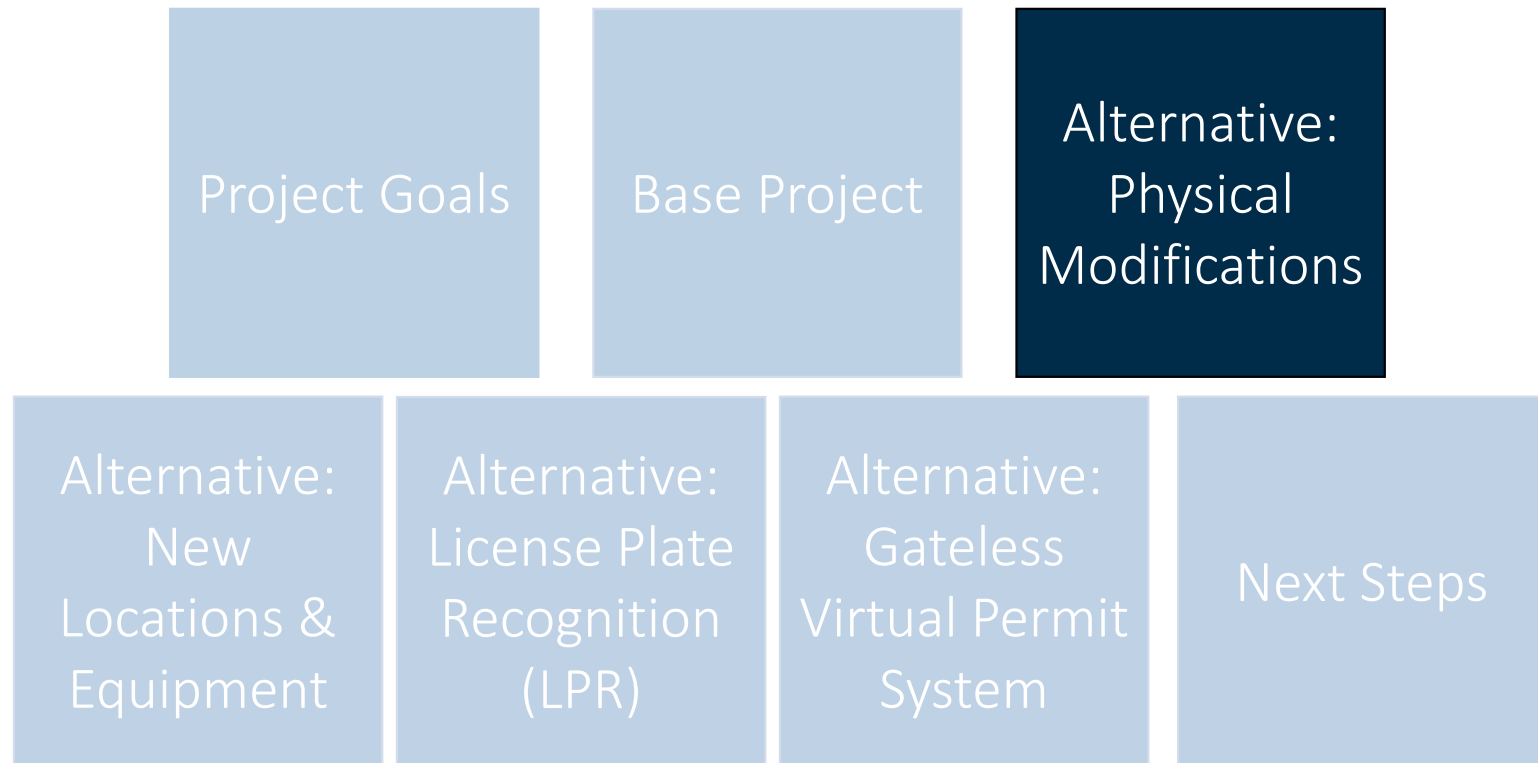 Project Goals
Base Project
Alternative:
Physical
Modifications
Alternative:
New
Locations &
Equipment
Alternative:
License Plate
Recognition
(LPR)
Alternative:
Gateless
Virtual Permit
System
Next Steps